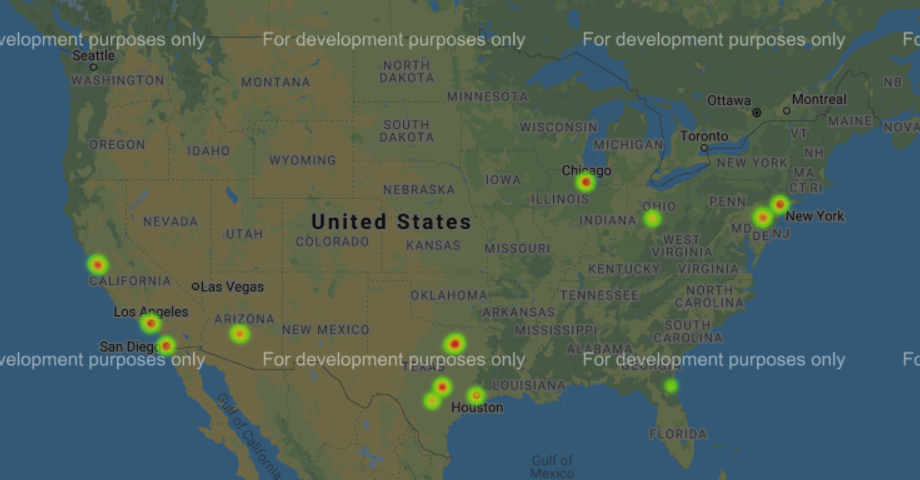 velopment purposes only
For development purposes only
For development purposes only
Fo
Seattle
WASHINGTON
MONTANA
NORTH
DAKOTA
MINNESOTA
NB
Ottawa
Montreal
MAINE
NOVA
OREGON
IDAHO
SOUTH
DAKOTA
WISCONSIN
MICHIGAN
Toronto
VT
NH
WYOMING
NEW YORK
MA
CT RI
Chicago
IOWA
NEBRASKA
ILLINOIS
INDIANA
OHIO
PENN
New York
NEVADA
UTAH
United States
COLORADO
KANSAS
MISSOURI
WEST
VIRGINIA
MD
DE NJ
KENTUCKY
VIRGINIA
CALIFORNIA
Las Vegas
OKLAHOMA
TENNESSEE
NORTH
CAROLINA
Los Angeles
ARIZONA
NEW MEXICO
ARKANSAS
MISSISSIPPI
SOUTH
CAROLINA
San Diego
ALABAMA
velopment purposes only
For development purposes only
For development purposes only
Fo
TEXAS
GEORGIA
LOUISIANA
Houston
FLORIDA
Gulf of California
Gulf of
Mexico